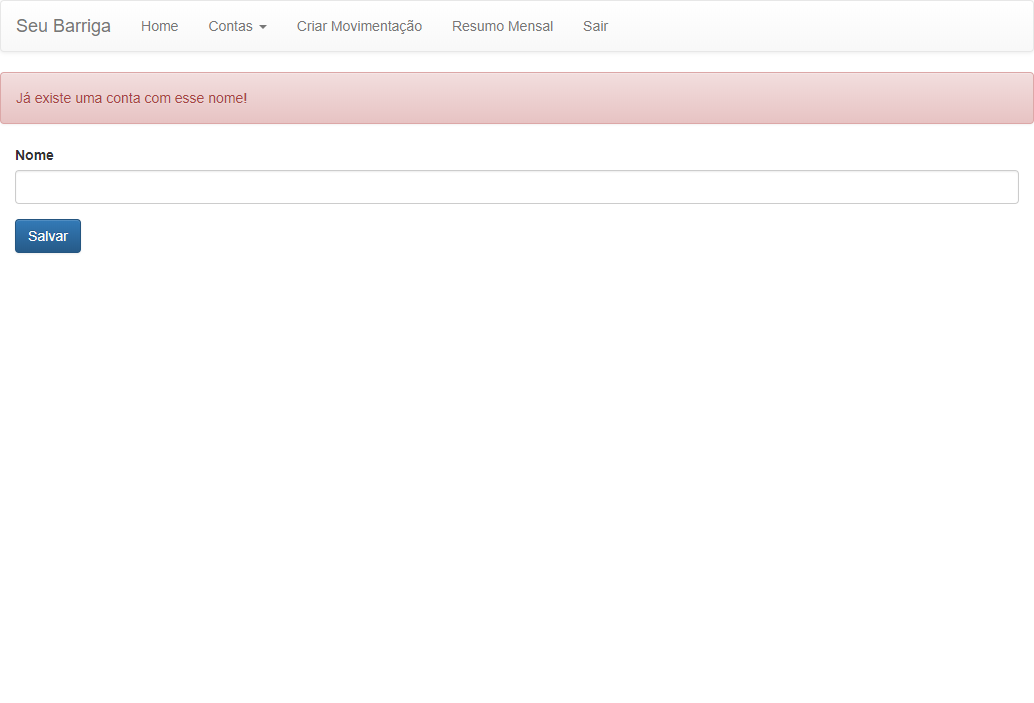 Seu Barriga Home Contas Criar Movimentação Resumo Mensal Sair
Já existe uma conta com esse nome!
Nome
Salvar